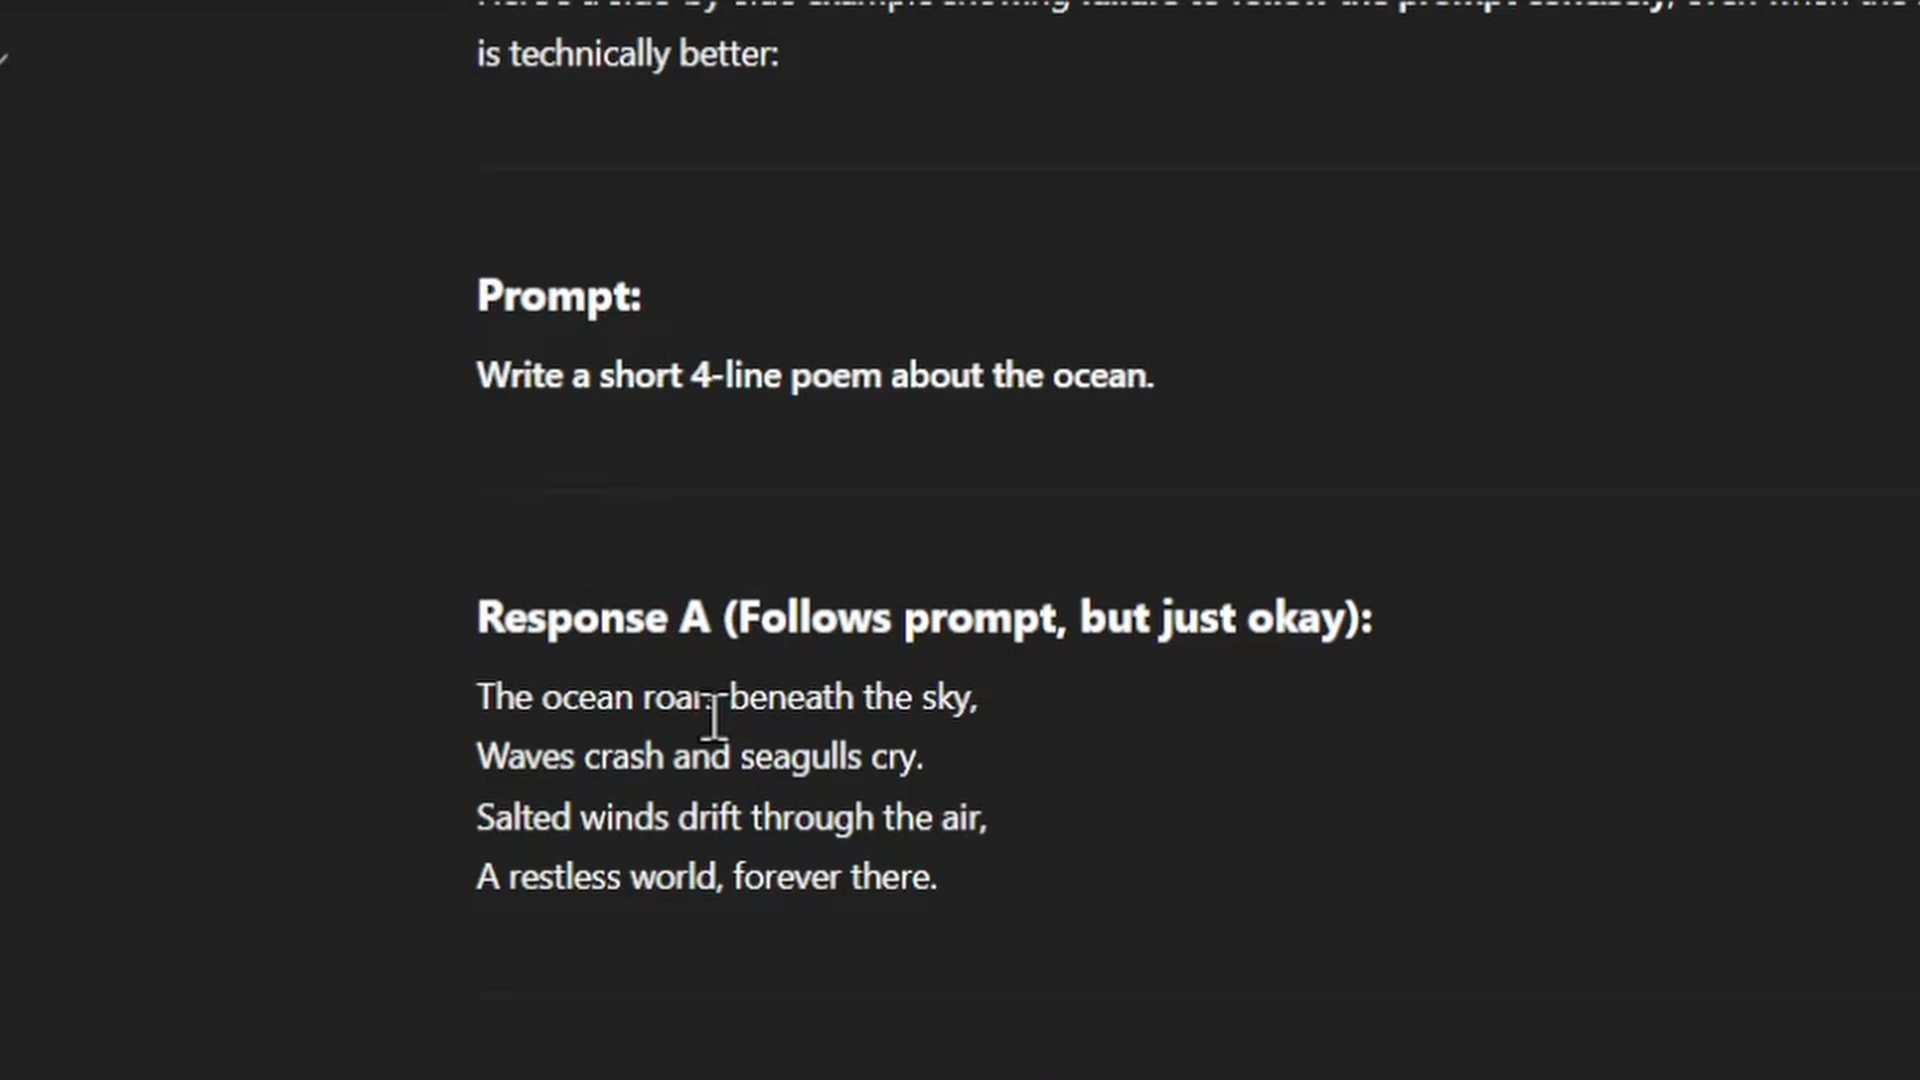 is technically better:
Prompt:
Write a short 4-line poem about the ocean.
Response A (Follows prompt, but just okay):
The ocean roars beneath the sky,
Waves crash and seagulls cry.
Salted winds drift through the air,
A restless world, forever there.